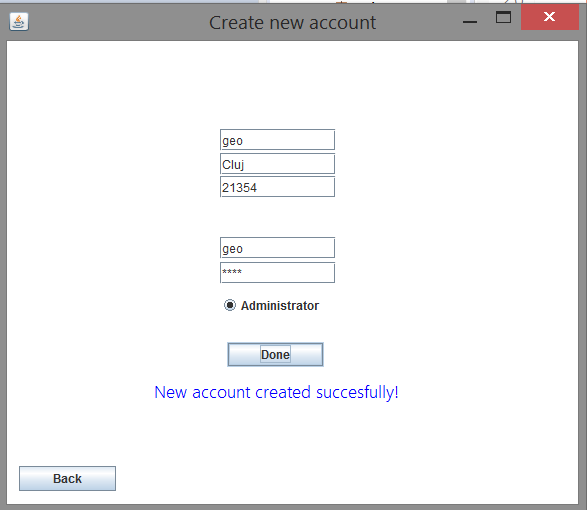 Create new account
geo
Cluj
21354
geo
****
Administrator
Done
New account created succesfully!
Back